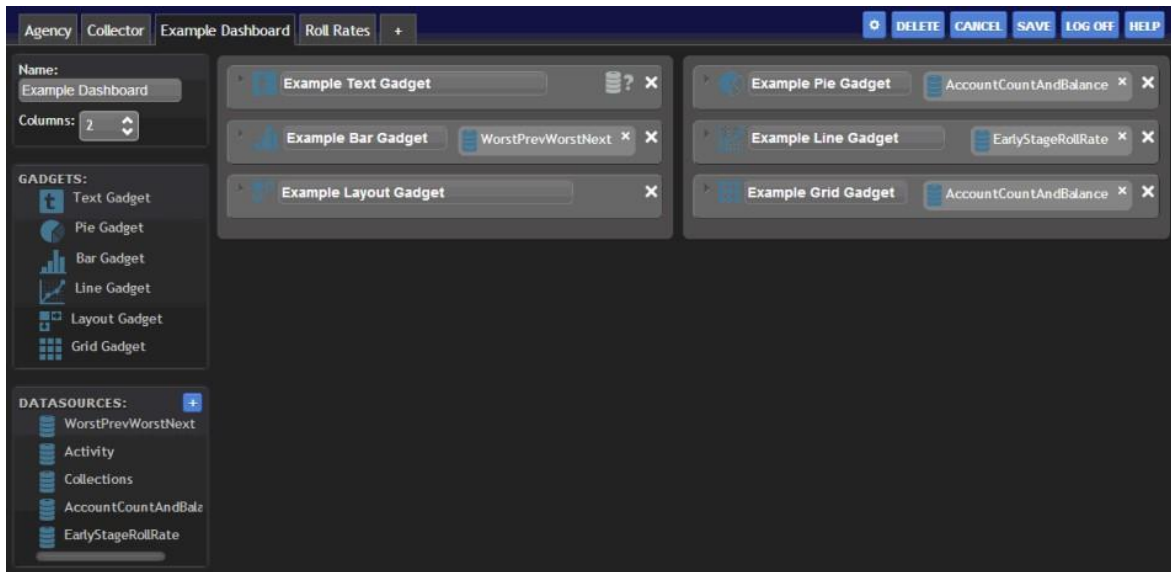 Agency Collector Example Dashboard Roll Rates +
DELETE CANCEL SAVE LOG OFF HELP
Name:
Example Dashboard
Columns: 2
GADGETS:
t Text Gadget
Pie Gadget
Bar Gadget
Line Gadget
Layout Gadget
Grid Gadget
DATASOURCES: +
WorstPrevWorstNext
Activity
Collections
AccountCountAndBala
EarlyStageRollRate
Example Text Gadget ? ×
Example Bar Gadget WorstPrevWorstNext × ×
Example Layout Gadget ×
Example Pie Gadget AccountCountAndBalance × ×
Example Line Gadget EarlyStageRollRate × ×
Example Grid Gadget AccountCountAndBalance × ×